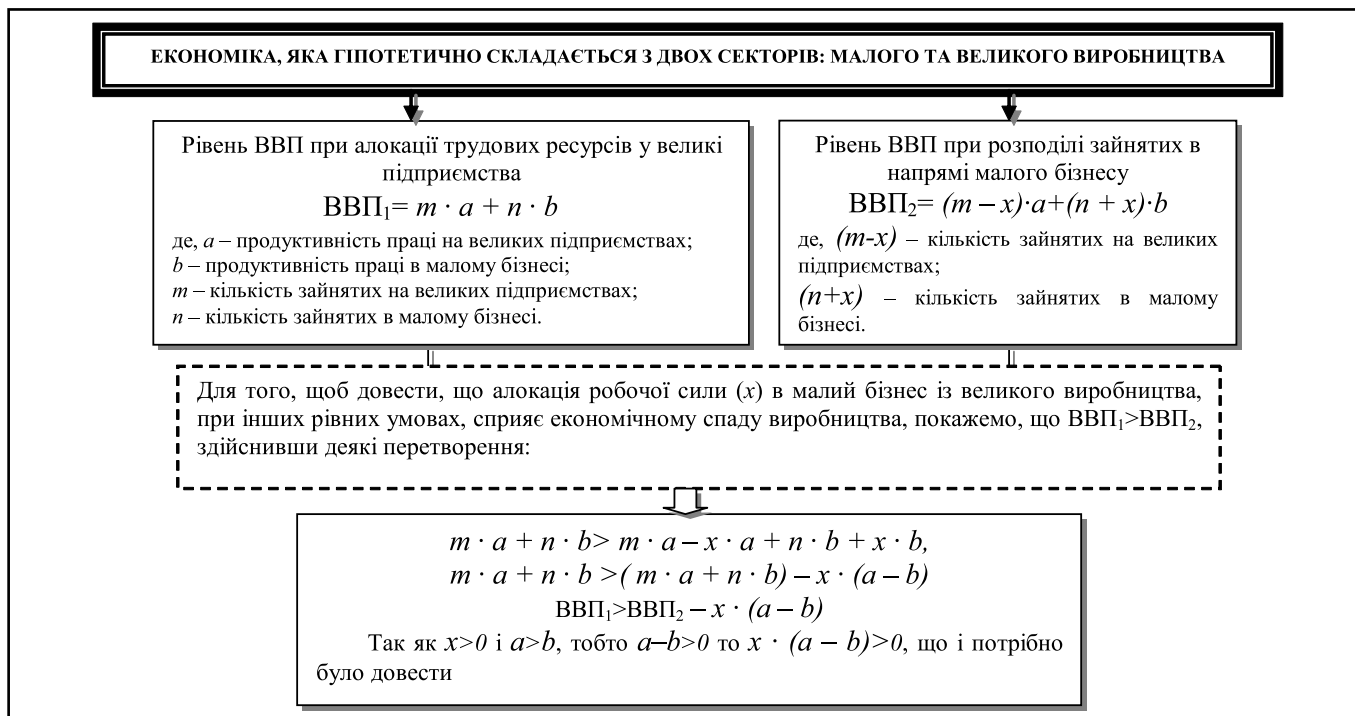 ЕКОНОМІКА, ЯКА ГІПОТЕТИЧНО СКЛАДАЄТЬСЯ З ДВОХ СЕКТОРІВ: МАЛОГО ТА ВЕЛИКОГО ВИРОБНИЦТВА
Рівень ВВП при алокації трудових ресурсів у великі
підприємства
ВВП₁= m · a + n · b
де, a – продуктивність праці на великих підприємствах;
b – продуктивність праці в малому бізнесі;
m – кількість зайнятих на великих підприємствах;
n – кількість зайнятих в малому бізнесі.
Рівень ВВП при розподілі зайнятих в
напрямі малого бізнесу
ВВП₂= (m – x)·a+(n + x)·b
де, (m-x) – кількість зайнятих на великих
підприємствах;
(n+x) – кількість зайнятих в малому
бізнесі.
Для того, щоб довести, що алокація робочої сили (x) в малий бізнес із великого виробництва,
при інших рівних умовах, сприяє економічному спаду виробництва, покажемо, що ВВП₁>ВВП₂,
здійснивши деякі перетворення:
m · a + n · b> m · a – x · a + n · b + x · b,
m · a + n · b >( m · a + n · b) – x · (a – b)
ВВП₁>ВВП₂ – x · (a – b)
Так як x>0 і a>b, тобто a–b>0 то x · (a – b)>0, що і потрібно
було довести